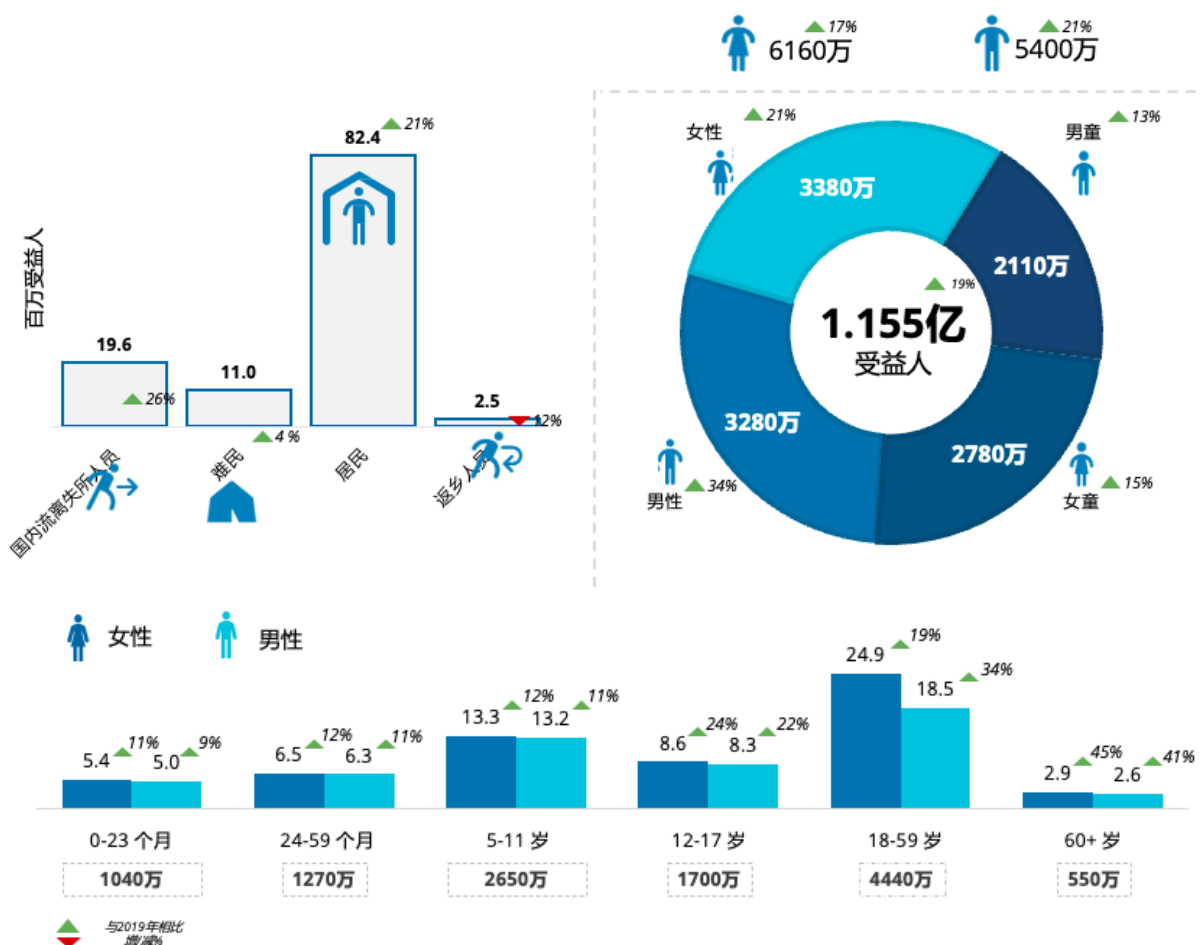 17%
6160万
21%
5400万
百万受益人
19.6
26%
11.0
4 %
82.4
21%
2.5
12%
国内流离失所人员
难民
居民
返乡人员
女性
21%
男童
13%
3380万
2110万
19%
1.155亿
受益人
3280万
2780万
男性
34%
女童
15%
女性
男性
5.4
11%
5.0
9%
6.5
12%
6.3
11%
13.3
12%
13.2
11%
8.6
24%
8.3
22%
24.9
19%
18.5
34%
2.9
45%
2.6
41%
0-23 个月
24-59 个月
5-11 岁
12-17 岁
18-59 岁
60+ 岁
1040万
1270万
2650万
1700万
4440万
550万
与2019年相比
增/减%